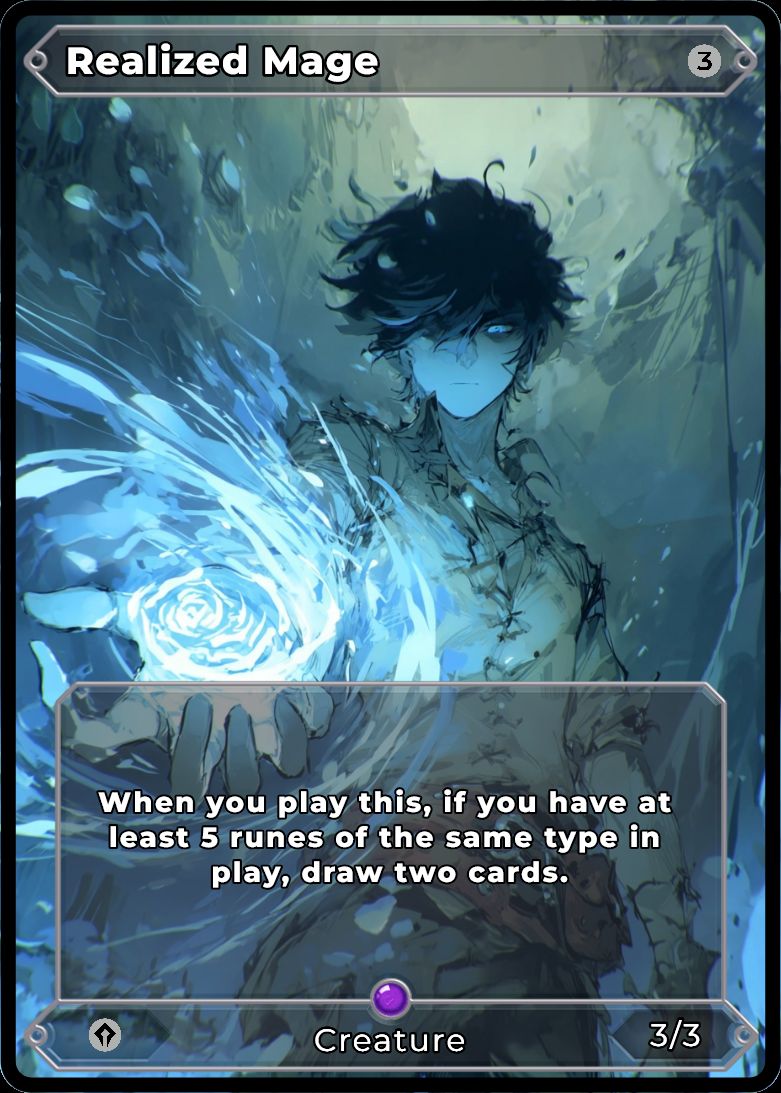 Realized Mage
3
When you play this, if you have at
least 5 runes of the same type in
play, draw two cards.
Creature
3/3